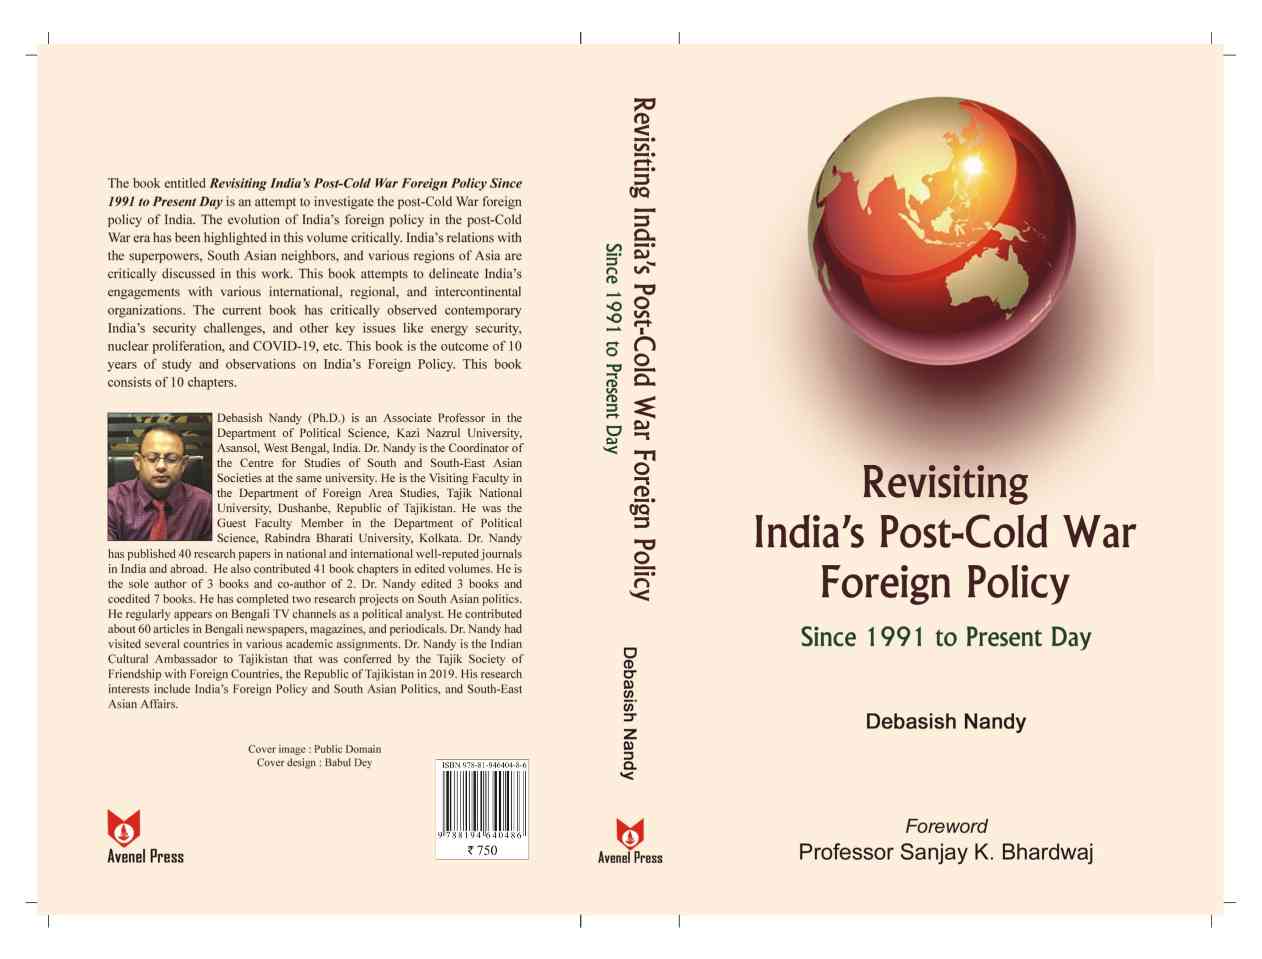 The book entitled Revisiting India's Post-Cold War Foreign Policy Since
1991 to Present Day is an attempt to investigate the post-Cold War foreign
policy of India. The evolution of India's foreign policy in the post-Cold
War era has been highlighted in this volume critically. India's relations with
the superpowers, South Asian neighbors, and various regions of Asia are
critically discussed in this work. This book attempts to delineate India's
engagements with various international, regional, and intercontinental
organizations. The current book has critically observed contemporary
India's security challenges, and other key issues like energy security,
nuclear proliferation, and COVID-19, etc. This book is the outcome of 10
years of study and observations on India's Foreign Policy. This book
consists of 10 chapters.
Debasish Nandy (Ph.D.) is an Associate Professor in the
Department of Political Science, Kazi Nazrul University,
Asansol, West Bengal, India. Dr. Nandy is the Coordinator of
the Centre for Studies of South and South-East Asian
Societies at the same university. He is the Visiting Faculty in
the Department of Foreign Area Studies, Tajik National
University, Dushanbe, Republic of Tajikistan. He was the
Guest Faculty Member in the Department of Political
Science, Rabindra Bharati University, Kolkata. Dr. Nandy
has published 40 research papers in national and international well-reputed journals
in India and abroad. He also contributed 41 book chapters in edited volumes. He is
the sole author of 3 books and co-author of 2. Dr. Nandy edited 3 books and
coedited 7 books. He has completed two research projects on South Asian politics.
He regularly appears on Bengali TV channels as a political analyst. He contributed
about 60 articles in Bengali newspapers, magazines, and periodicals. Dr. Nandy had
visited several countries in various academic assignments. Dr. Nandy is the Indian
Cultural Ambassador to Tajikistan that was conferred by the Tajik Society of
Friendship with Foreign Countries, the Republic of Tajikistan in 2019. His research
interests include India's Foreign Policy and South Asian Politics, and South-East
Asian Affairs.
Cover image : Public Domain
Cover design : Babul Dey
ISBN 978-81-946404-8-6
9 788194 640486
₹ 750
Avenel Press
Revisiting India's Post-Cold War Foreign Policy
Since 1991 to Present Day
Debasish Nandy
Avenel Press
Revisiting
India's Post-Cold War
Foreign Policy
Since 1991 to Present Day
Debasish Nandy
Foreword
Professor Sanjay K. Bhardwaj